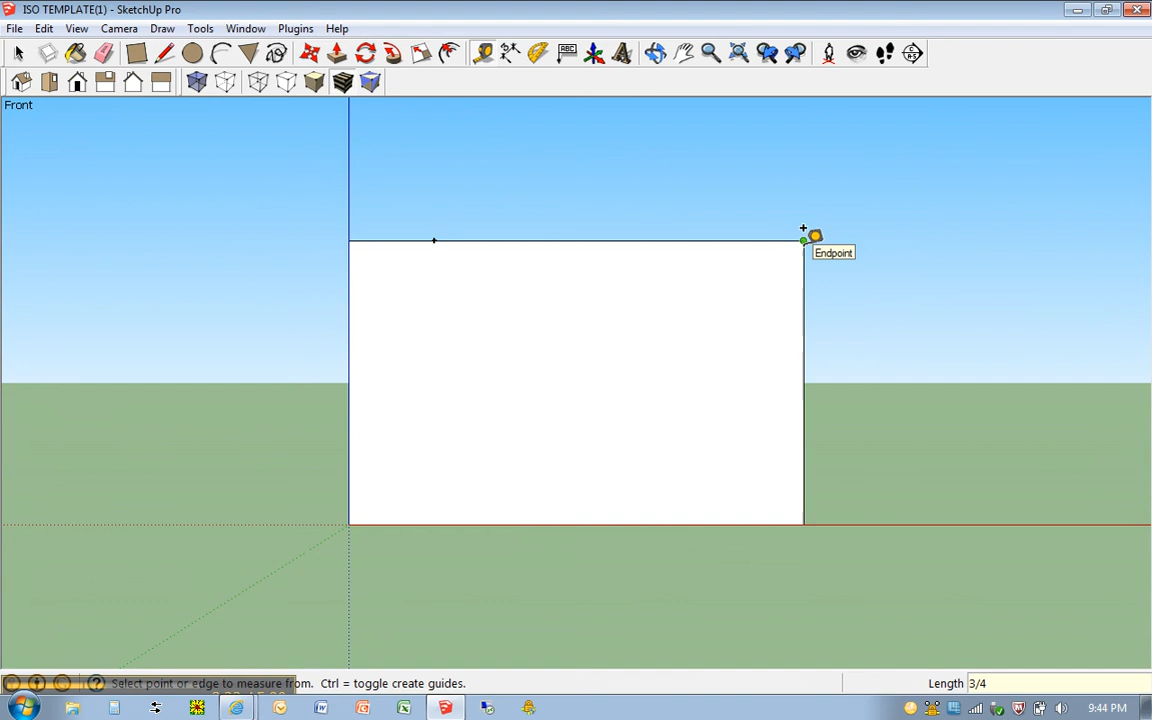 ISO TEMPLATE(1) - SketchUp Pro
File Edit View Camera Draw Tools Window Plugins Help
ABC
Front
Endpoint
Select point or edge to measure from. Ctrl = toggle create guides.
Length 3/4
9:44 PM